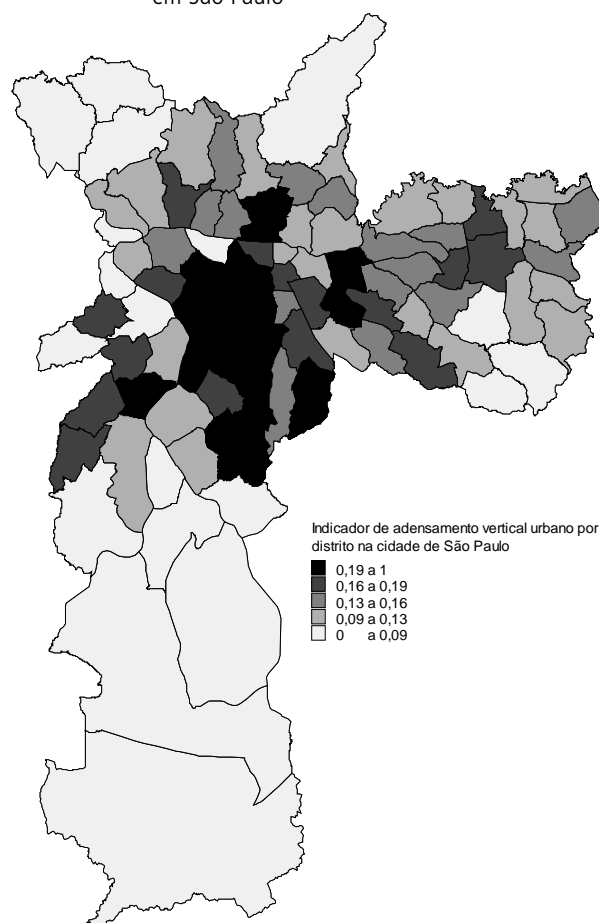 em São Paulo
Indicador de adensamento vertical urbano por
distrito na cidade de São Paulo
0,19 a 1
0,16 a 0,19
0,13 a 0,16
0,09 a 0,13
0 a 0,09